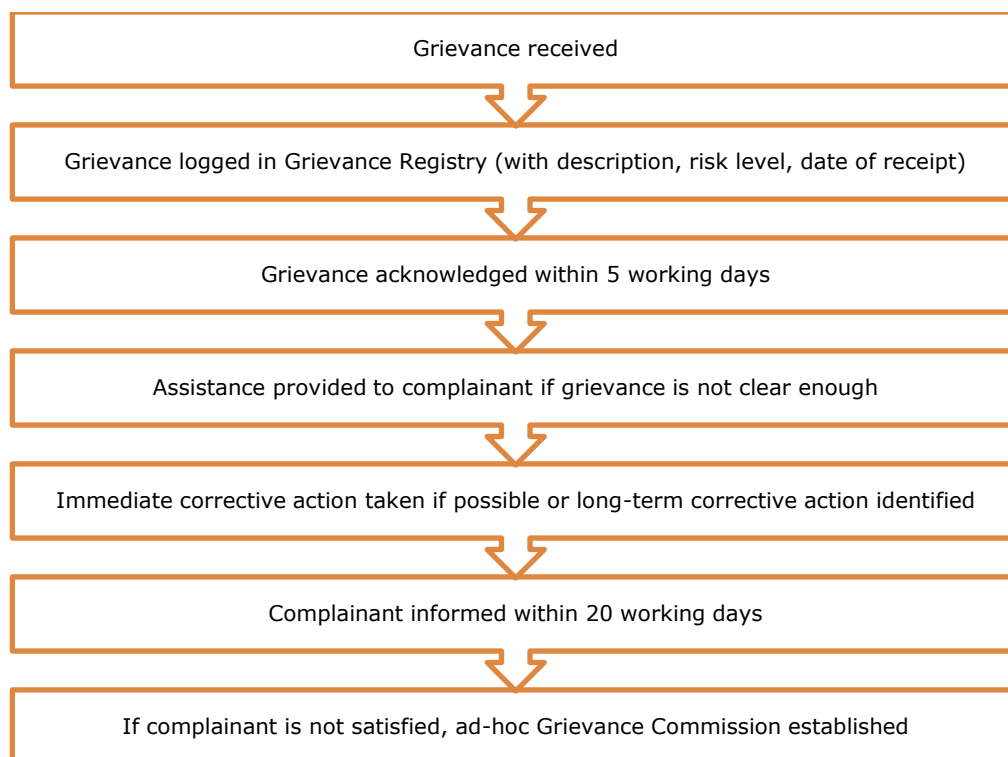 Grievance received
Grievance logged in Grievance Registry (with description, risk level, date of receipt)
Grievance acknowledged within 5 working days
Assistance provided to complainant if grievance is not clear enough
Immediate corrective action taken if possible or long-term corrective action identified
Complainant informed within 20 working days
If complainant is not satisfied, ad-hoc Grievance Commission established